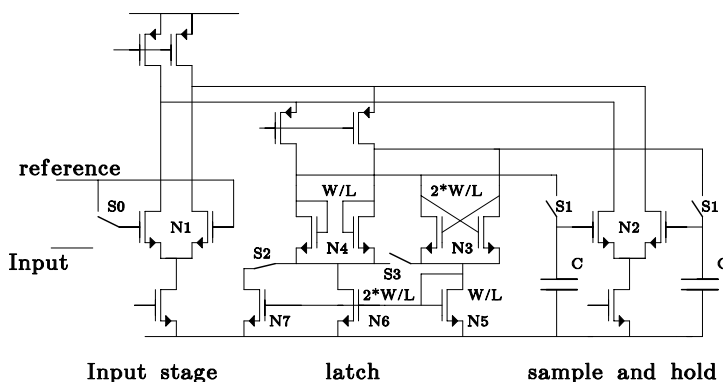 reference
S0
N1
Input
W/L
N4
2*W/L
N3
S2
S3
2*W/L
W/L
N7
N6
N5
S1
N2
S1
C
C
Input stage
latch
sample and hold